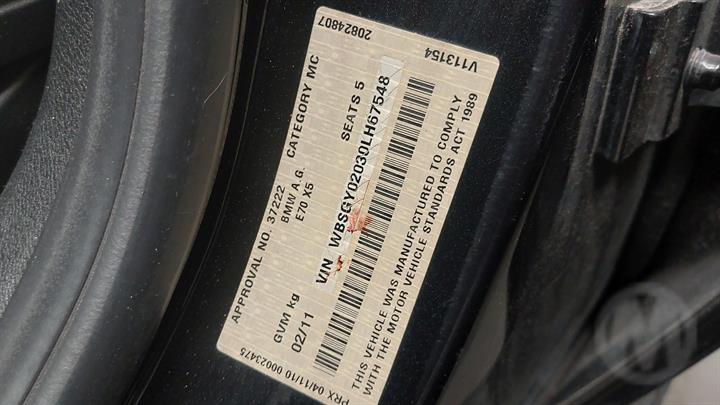 20824807
V113154
APPROVAL NO. 37222 CATEGORY MC
BMW A.G.
E70 X5
SEATS 5
VIN WBSGY02030LH67548
GVM kg
02/11
THIS VEHICLE WAS MANUFACTURED TO COMPLY
WITH THE MOTOR VEHICLE STANDARDS ACT 1989
PRX 04/11/10 00023475